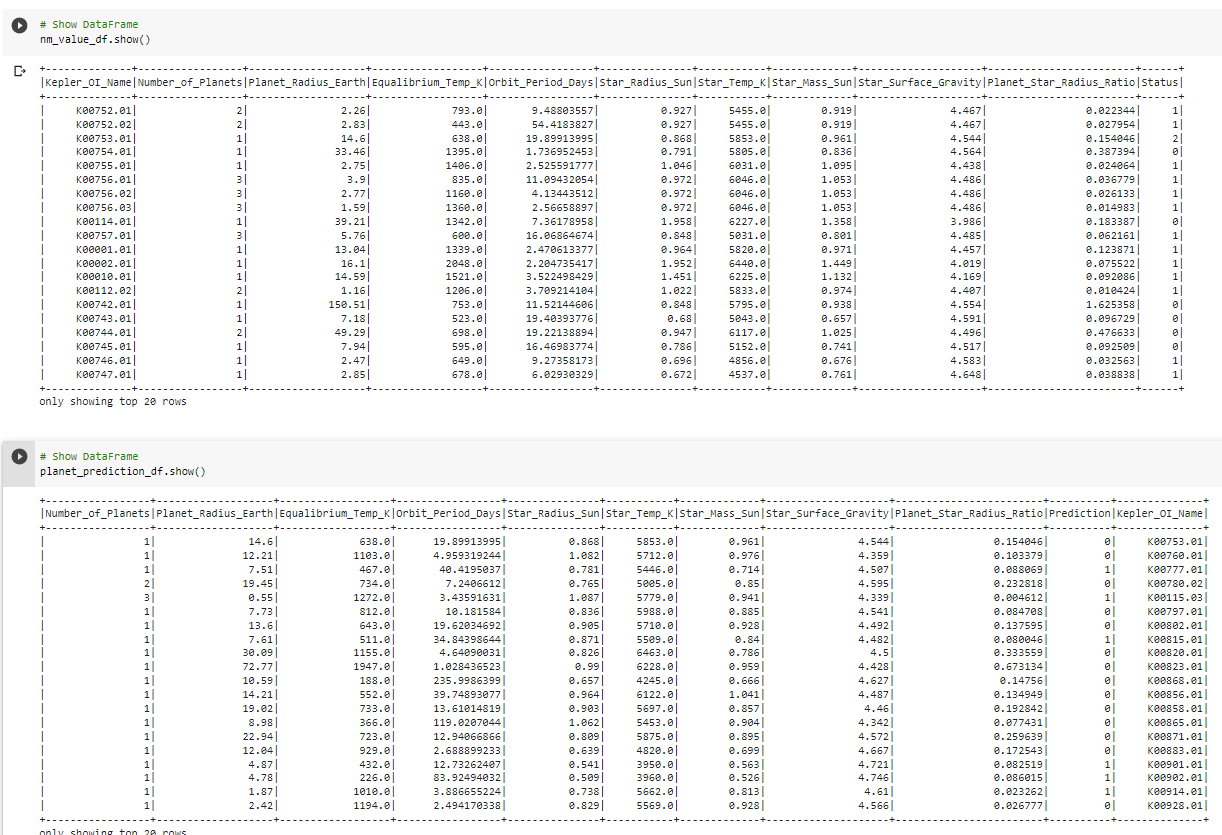 # Show DataFrame
nm_value_df.show()
+-------------+-----------------+-------------------+------------------+-----------------+---------------+-----------+-------------+--------------------+------------------------+------+
|Kepler_OI_Name|Number_of_Planets|Planet_Radius_Earth|Equalibrium_Temp_K|Orbit_Period_Days|Star_Radius_Sun|Star_Temp_K|Star_Mass_Sun|Star_Surface_Gravity|Planet_Star_Radius_Ratio|Status|
+-------------+-----------------+-------------------+------------------+-----------------+---------------+-----------+-------------+--------------------+------------------------+------+
| K00752.01| 2| 2.26| 793.0| 9.48803557| 0.927| 5455.0| 0.919| 4.467| 0.022344| 1|
| K00752.02| 2| 2.83| 443.0| 54.4183827| 0.927| 5455.0| 0.919| 4.467| 0.027954| 1|
| K00753.01| 1| 14.6| 638.0| 19.89913995| 0.868| 5853.0| 0.961| 4.544| 0.154046| 2|
| K00754.01| 1| 33.46| 1395.0| 1.736952453| 0.791| 5805.0| 0.836| 4.564| 0.387394| 0|
| K00755.01| 1| 2.75| 1406.0| 2.525591777| 1.046| 6031.0| 1.095| 4.438| 0.024064| 1|
| K00756.01| 3| 3.9| 835.0| 11.09432054| 0.972| 6046.0| 1.053| 4.486| 0.036779| 1|
| K00756.02| 3| 2.77| 1160.0| 4.13443512| 0.972| 6046.0| 1.053| 4.486| 0.026133| 1|
| K00756.03| 3| 1.59| 1360.0| 2.56658897| 0.972| 6046.0| 1.053| 4.486| 0.014983| 1|
| K00114.01| 1| 39.21| 1342.0| 7.36178958| 1.958| 6227.0| 1.358| 3.986| 0.183387| 0|
| K00757.01| 3| 5.76| 600.0| 16.06864674| 0.848| 5031.0| 0.801| 4.485| 0.062161| 1|
| K00001.01| 1| 13.04| 1339.0| 2.470613377| 0.964| 5820.0| 0.971| 4.457| 0.123871| 1|
| K00002.01| 1| 16.1| 2048.0| 2.204735417| 1.952| 6440.0| 1.449| 4.019| 0.075522| 1|
| K00010.01| 1| 14.59| 1521.0| 3.522498429| 1.451| 6225.0| 1.132| 4.169| 0.092086| 1|
| K00112.02| 2| 1.16| 1206.0| 3.709214104| 1.022| 5833.0| 0.974| 4.407| 0.010424| 1|
| K00742.01| 1| 150.51| 753.0| 11.52144606| 0.848| 5795.0| 0.938| 4.554| 1.625358| 0|
| K00743.01| 1| 7.18| 523.0| 19.40393776| 0.68| 5043.0| 0.657| 4.591| 0.096729| 0|
| K00744.01| 2| 49.29| 698.0| 19.22138894| 0.947| 6117.0| 1.025| 4.496| 0.476633| 0|
| K00745.01| 1| 7.94| 595.0| 16.46983774| 0.786| 5152.0| 0.741| 4.517| 0.092509| 0|
| K00746.01| 1| 2.47| 649.0| 9.27358173| 0.696| 4856.0| 0.676| 4.583| 0.032563| 1|
| K00747.01| 1| 2.85| 678.0| 6.02930329| 0.672| 4537.0| 0.761| 4.648| 0.038838| 1|
+-------------+-----------------+-------------------+------------------+-----------------+---------------+-----------+-------------+--------------------+------------------------+------+
only showing top 20 rows
# Show DataFrame
planet_prediction_df.show()
+-----------------+-------------------+------------------+-----------------+---------------+-----------+-------------+--------------------+------------------------+----------+--------------+
|Number_of_Planets|Planet_Radius_Earth|Equalibrium_Temp_K|Orbit_Period_Days|Star_Radius_Sun|Star_Temp_K|Star_Mass_Sun|Star_Surface_Gravity|Planet_Star_Radius_Ratio|Prediction|Kepler_OI_Name|
+-----------------+-------------------+------------------+-----------------+---------------+-----------+-------------+--------------------+------------------------+----------+--------------+
| 1| 14.6| 638.0| 19.89913995| 0.868| 5853.0| 0.961| 4.544| 0.154046| 0| K00753.01|
| 1| 12.21| 1103.0| 4.959319244| 1.082| 5712.0| 0.976| 4.359| 0.103379| 0| K00760.01|
| 1| 7.51| 467.0| 40.4195037| 0.781| 5446.0| 0.714| 4.507| 0.088069| 1| K00777.01|
| 2| 19.45| 734.0| 7.2406612| 0.765| 5005.0| 0.85| 4.595| 0.232818| 0| K00780.02|
| 3| 0.55| 1272.0| 3.43591631| 1.087| 5779.0| 0.941| 4.339| 0.004612| 1| K00115.03|
| 1| 7.73| 812.0| 10.181584| 0.836| 5988.0| 0.885| 4.541| 0.084708| 0| K00797.01|
| 1| 13.6| 643.0| 19.62034692| 0.905| 5710.0| 0.928| 4.492| 0.137595| 0| K00802.01|
| 1| 7.61| 511.0| 34.84398644| 0.871| 5509.0| 0.84| 4.482| 0.080046| 1| K00815.01|
| 1| 30.09| 1155.0| 4.64090031| 0.826| 6463.0| 0.786| 4.5| 0.333559| 0| K00820.01|
| 1| 72.77| 1947.0| 1.028436523| 0.99| 6228.0| 0.959| 4.428| 0.673134| 0| K00823.01|
| 1| 10.59| 188.0| 235.9986399| 0.657| 4245.0| 0.666| 4.627| 0.14756| 0| K00868.01|
| 1| 14.21| 552.0| 39.74893077| 0.964| 6122.0| 1.041| 4.487| 0.134949| 0| K00856.01|
| 1| 19.02| 733.0| 13.61014819| 0.903| 5697.0| 0.857| 4.46| 0.192842| 0| K00858.01|
| 1| 8.98| 366.0| 119.0207044| 1.062| 5453.0| 0.904| 4.342| 0.077431| 0| K00865.01|
| 1| 22.94| 723.0| 12.94066866| 0.809| 5875.0| 0.895| 4.572| 0.259639| 0| K00871.01|
| 1| 12.04| 929.0| 2.688899233| 0.639| 4820.0| 0.699| 4.667| 0.172543| 0| K00883.01|
| 1| 4.87| 432.0| 12.73262407| 0.541| 3950.0| 0.563| 4.721| 0.082519| 1| K00901.01|
| 1| 4.78| 226.0| 83.92494032| 0.509| 3960.0| 0.526| 4.746| 0.086015| 1| K00902.01|
| 1| 1.87| 1010.0| 3.886655224| 0.738| 5662.0| 0.813| 4.61| 0.023262| 1| K00914.01|
| 1| 2.42| 1194.0| 2.494170338| 0.829| 5569.0| 0.928| 4.566| 0.026777| 0| K00928.01|
+-----------------+-------------------+------------------+-----------------+---------------+-----------+-------------+--------------------+------------------------+----------+--------------+
only showing top 20 rows